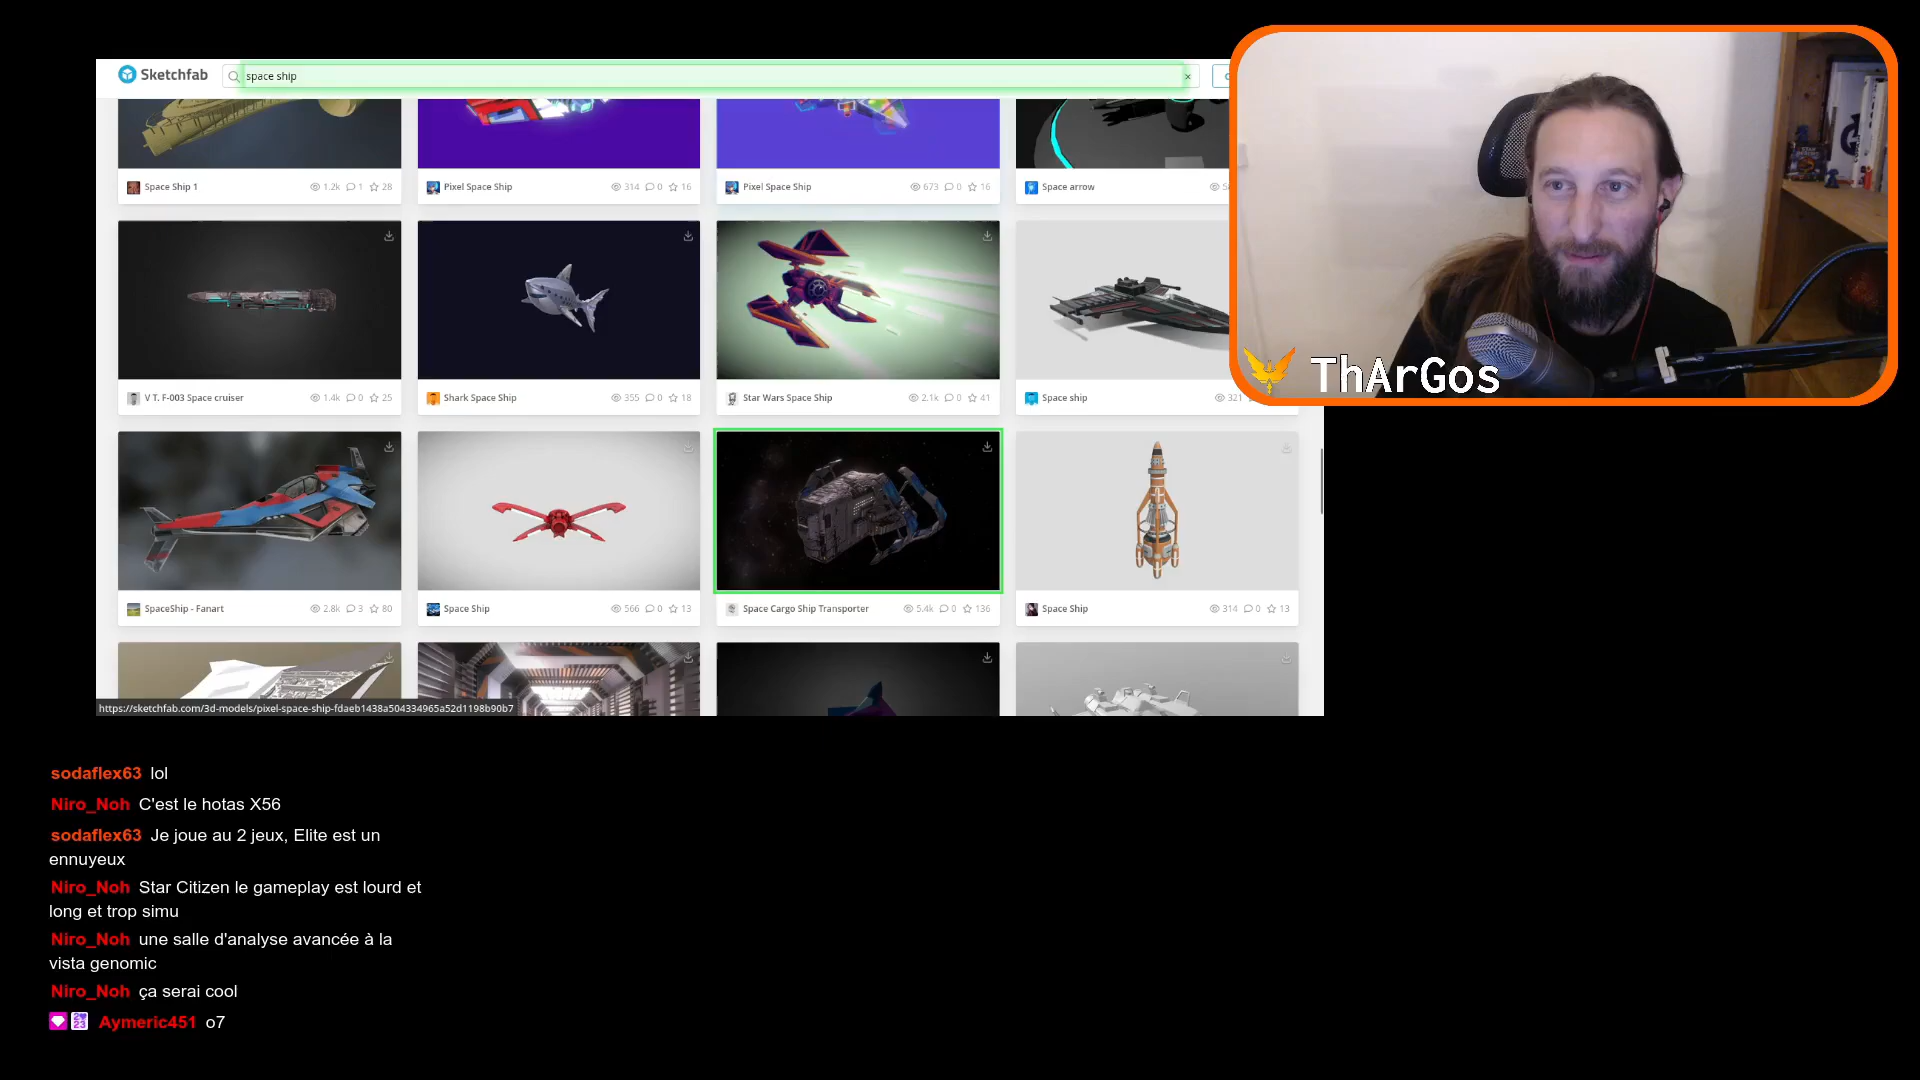 Sketchfab
space ship
×
Space Ship 1 1.2k 1 28
Pixel Space Ship 314 0 16
Pixel Space Ship 673 0 16
Space arrow
V T. F-003 Space cruiser 1.4k 0 25
Shark Space Ship 355 0 18
Star Wars Space Ship 2.1k 0 41
Space ship 321
SpaceShip - Fanart 2.8k 3 80
Space Ship 566 0 13
Space Cargo Ship Transporter 5.4k 0 136
Space Ship 314 0 13
https://sketchfab.com/3d-models/pixel-space-ship-fdaeb1438a504334965a52d1198b90b7
ThArGos
sodaflex63 lol
Niro_Noh C'est le hotas X56
sodaflex63 Je joue au 2 jeux, Elite est un
ennuyeux
Niro_Noh Star Citizen le gameplay est lourd et
long et trop simu
Niro_Noh une salle d'analyse avancée à la
vista genomic
Niro_Noh ça serai cool
Aymeric451 o7